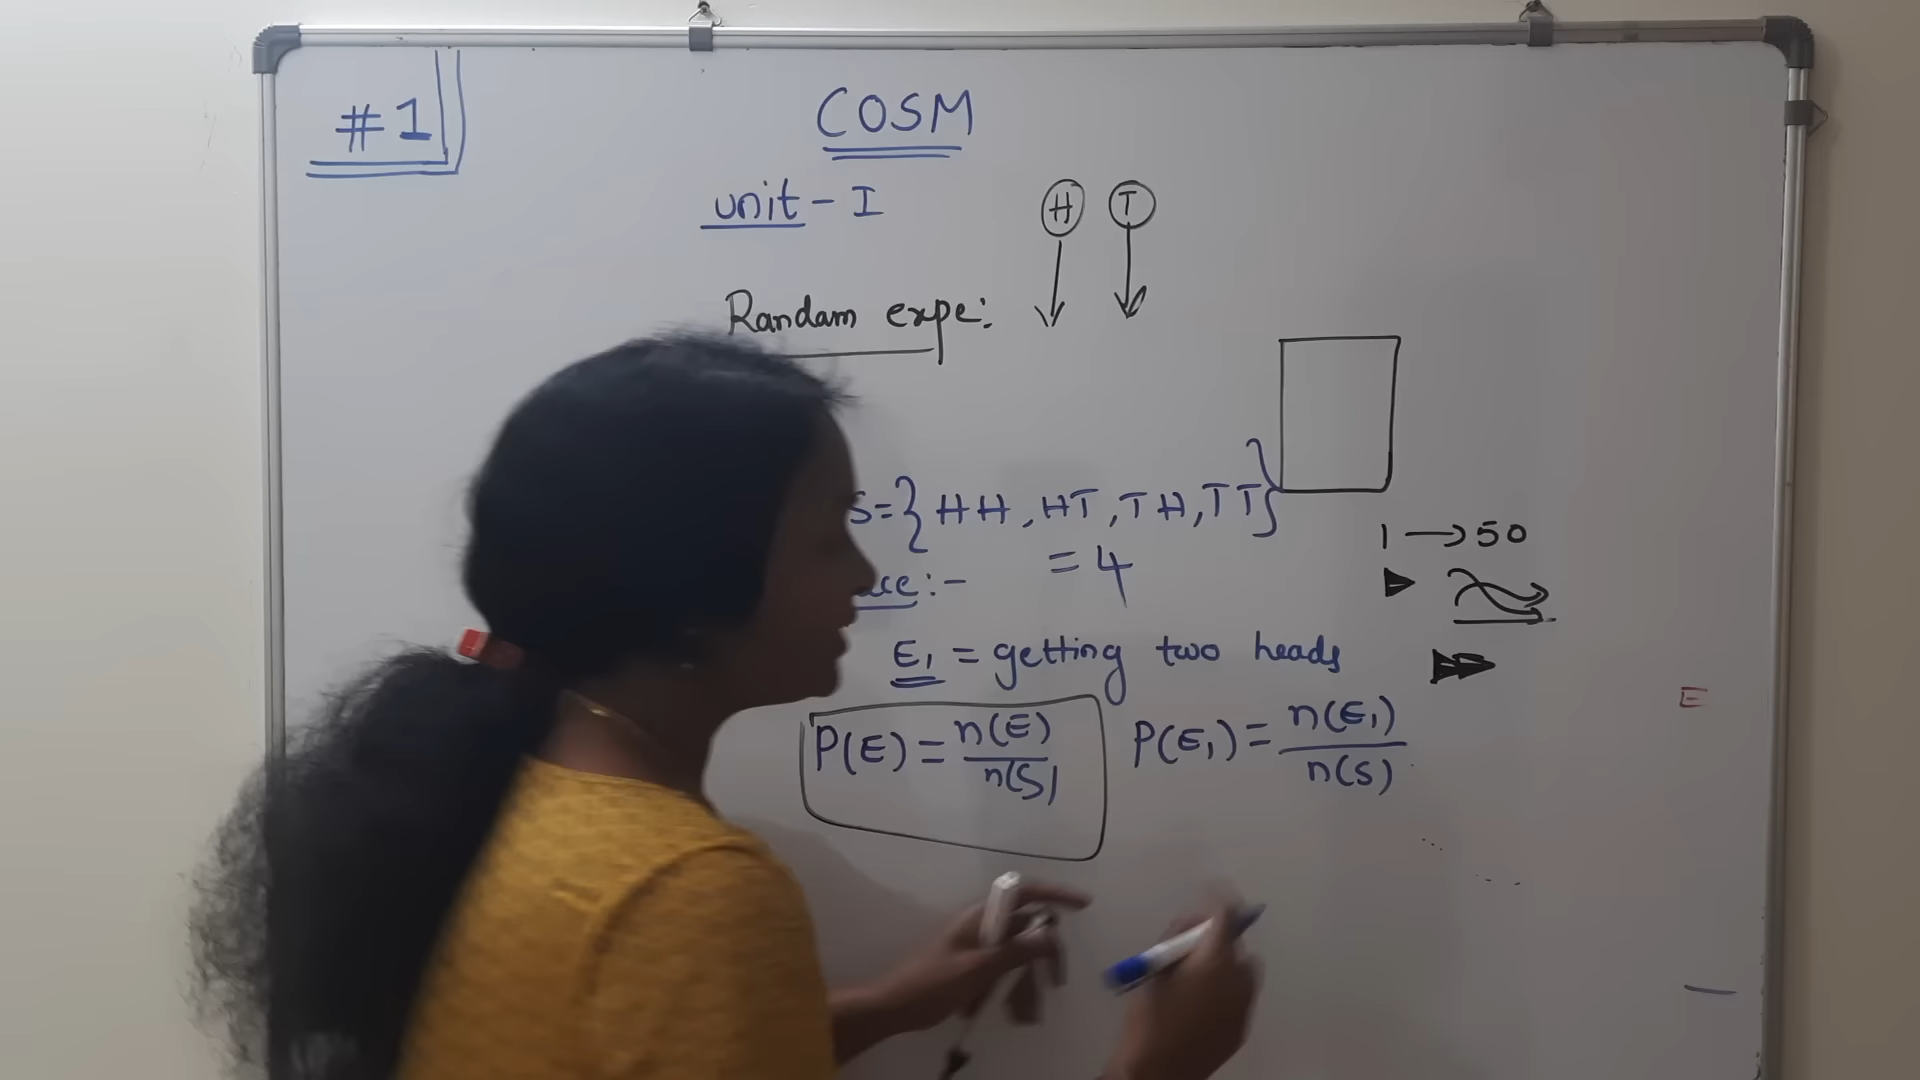 #1
COSM
unit - I
H T
Randam expe:
S={HH, HT, TH, TT}
= 4
1 → 50
E₁ = getting two heads
P(E) = n(E)/n(S)
P(E₁) = n(E₁)/n(S)
E